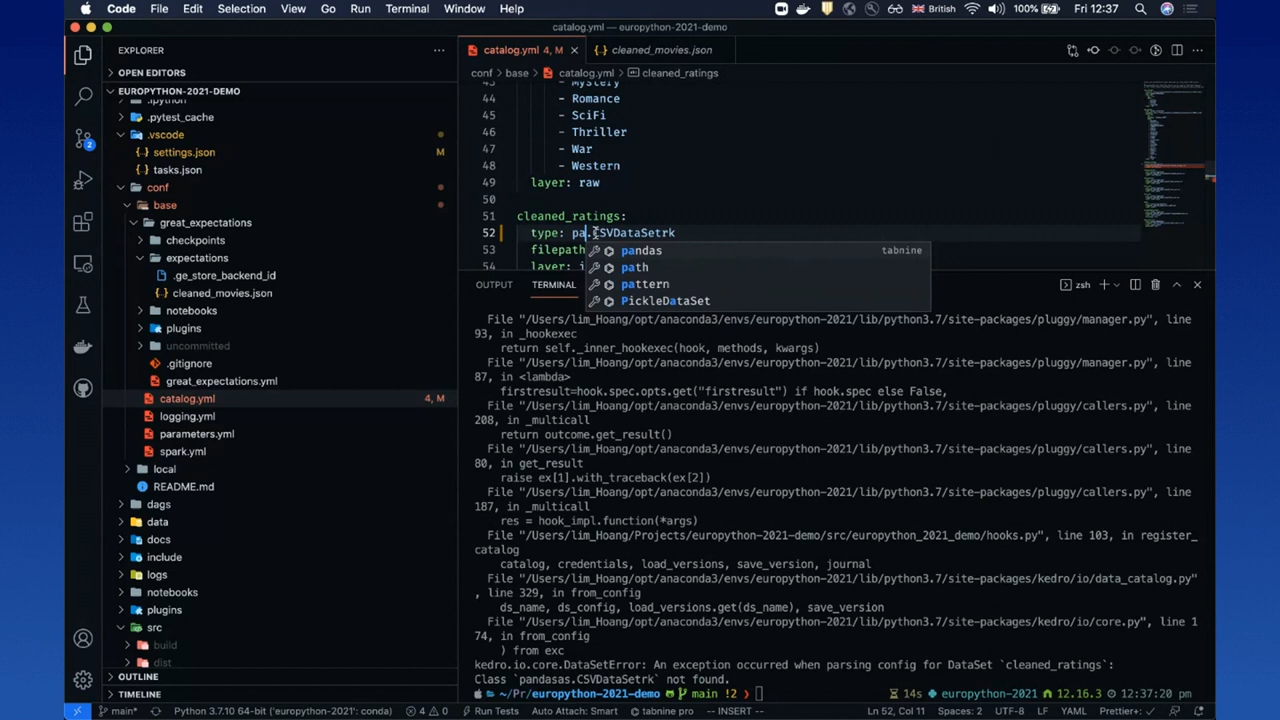 Code File Edit Selection View Go Run Terminal Window Help
British 100% Fri 12:37
catalog.yml — europython-2021-demo
EXPLORER
OPEN EDITORS
EUROPYTHON-2021-DEMO
.ipython
.pytest_cache
.vscode
settings.json M
tasks.json
conf
base
great_expectations
checkpoints
expectations
.ge_store_backend_id
cleaned_movies.json
notebooks
plugins
uncommitted
.gitignore
great_expectations.yml
catalog.yml 4, M
logging.yml
parameters.yml
spark.yml
local
README.md
dags
data
docs
include
logs
notebooks
plugins
src
build
dist
OUTLINE
TIMELINE
2
catalog.yml 4, M
cleaned_movies.json
conf > base > catalog.yml > cleaned_ratings
43 - Mystery
44 - Romance
45 - SciFi
46 - Thriller
47 - War
48 - Western
49 layer: raw
50
51 cleaned_ratings:
52 type: pa.CSVDataSetrk
53 filepath
54 layer: i
pandas tabnine
path
pattern
PickleDataSet
OUTPUT TERMINAL zsh
File "/Users/lim_Hoang/opt/anaconda3/envs/europython-2021/lib/python3.7/site-packages/pluggy/manager.py", line
93, in _hookexec
return self._inner_hookexec(hook, methods, kwargs)
File "/Users/lim_Hoang/opt/anaconda3/envs/europython-2021/lib/python3.7/site-packages/pluggy/manager.py", line
87, in <lambda>
firstresult=hook.spec.opts.get("firstresult") if hook.spec else False,
File "/Users/lim_Hoang/opt/anaconda3/envs/europython-2021/lib/python3.7/site-packages/pluggy/callers.py", line
208, in _multicall
return outcome.get_result()
File "/Users/lim_Hoang/opt/anaconda3/envs/europython-2021/lib/python3.7/site-packages/pluggy/callers.py", line
80, in get_result
raise ex[1].with_traceback(ex[2])
File "/Users/lim_Hoang/opt/anaconda3/envs/europython-2021/lib/python3.7/site-packages/pluggy/callers.py", line
187, in _multicall
res = hook_impl.function(*args)
File "/Users/lim_Hoang/Projects/europython-2021-demo/src/europython_2021_demo/hooks.py", line 103, in register_
catalog
catalog, credentials, load_versions, save_version, journal
File "/Users/lim_Hoang/opt/anaconda3/envs/europython-2021/lib/python3.7/site-packages/kedro/io/data_catalog.py"
, line 329, in from_config
ds_name, ds_config, load_versions.get(ds_name), save_version
File "/Users/lim_Hoang/opt/anaconda3/envs/europython-2021/lib/python3.7/site-packages/kedro/io/core.py", line 1
74, in from_config
) from exc
kedro.io.core.DataSetError: An exception occurred when parsing config for DataSet `cleaned_ratings`:
Class `pandasas.CSVDataSetrk` not found.
~/Pr/europython-2021-demo main !2 14s europython-2021 12.16.3 12:37:20 pm
main* Python 3.7.10 64-bit ('europython-2021': conda) 4 0 Run Tests Auto Attach: Smart tabnine pro -- INSERT -- Ln 52, Col 11 Spaces: 2 UTF-8 LF YAML Prettier+: ✓